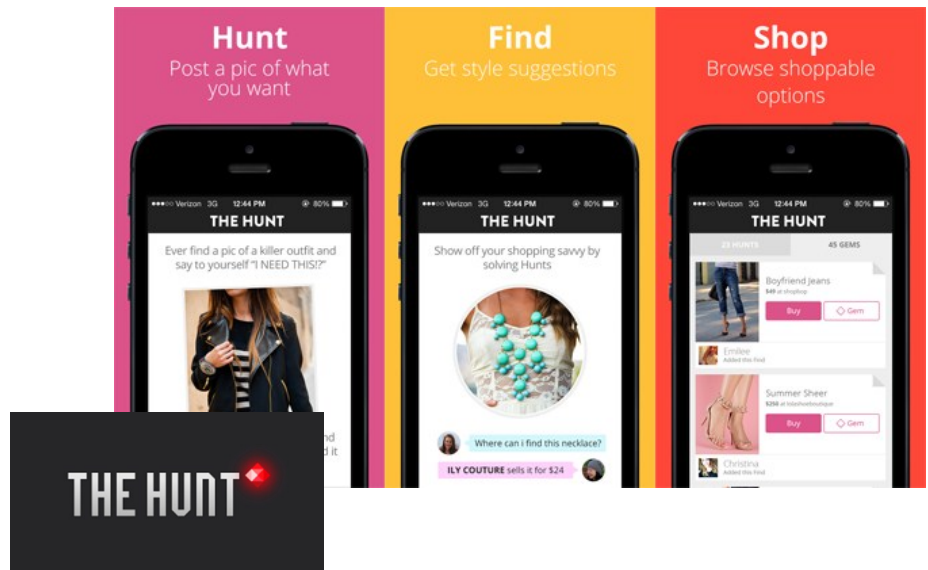 Hunt
Post a pic of what
you want
●●●○○ Verizon 3G 12:44 PM 80%
THE HUNT
Ever find a pic of a killer outfit and
say to yourself "I NEED THIS!?"
nd
d it
Find
Get style suggestions
●●●○○ Verizon 3G 12:44 PM 80%
THE HUNT
Show off your shopping savvy by
solving Hunts
Where can i find this necklace?
ILY COUTURE sells it for $24
Shop
Browse shoppable
options
●●●○○ Verizon 3G 12:44 PM 80%
THE HUNT
23 HUNTS 45 GEMS
Boyfriend Jeans
$49 at shopbop
Buy Gem
Emilee
Added this Find
Summer Sheer
at
Buy Gem
Christina
Added this Find
THE HUNT